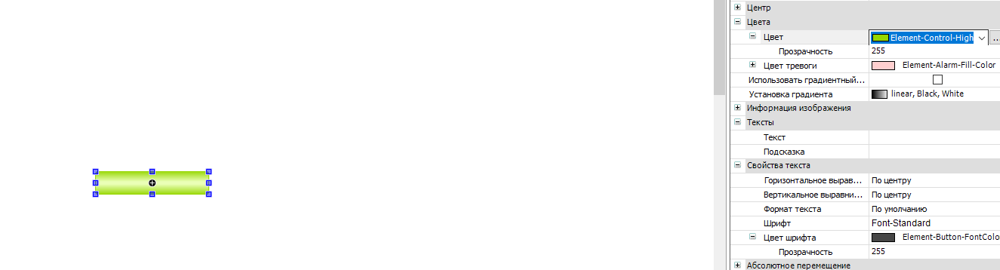 Центр
Цвета
Цвет Element-Control-High ...
Прозрачность 255
Цвет тревоги Element-Alarm-Fill-Color
Использовать градиентный...
Установка градиента linear, Black, White
Информация изображения
Тексты
Текст
Подсказка
Свойства текста
Горизонтальное вырав... По центру
Вертикальное выравни... По центру
Формат текста По умолчанию
Шрифт Font-Standard
Цвет шрифта Element-Button-FontColo
Прозрачность 255
Абсолютное перемещение